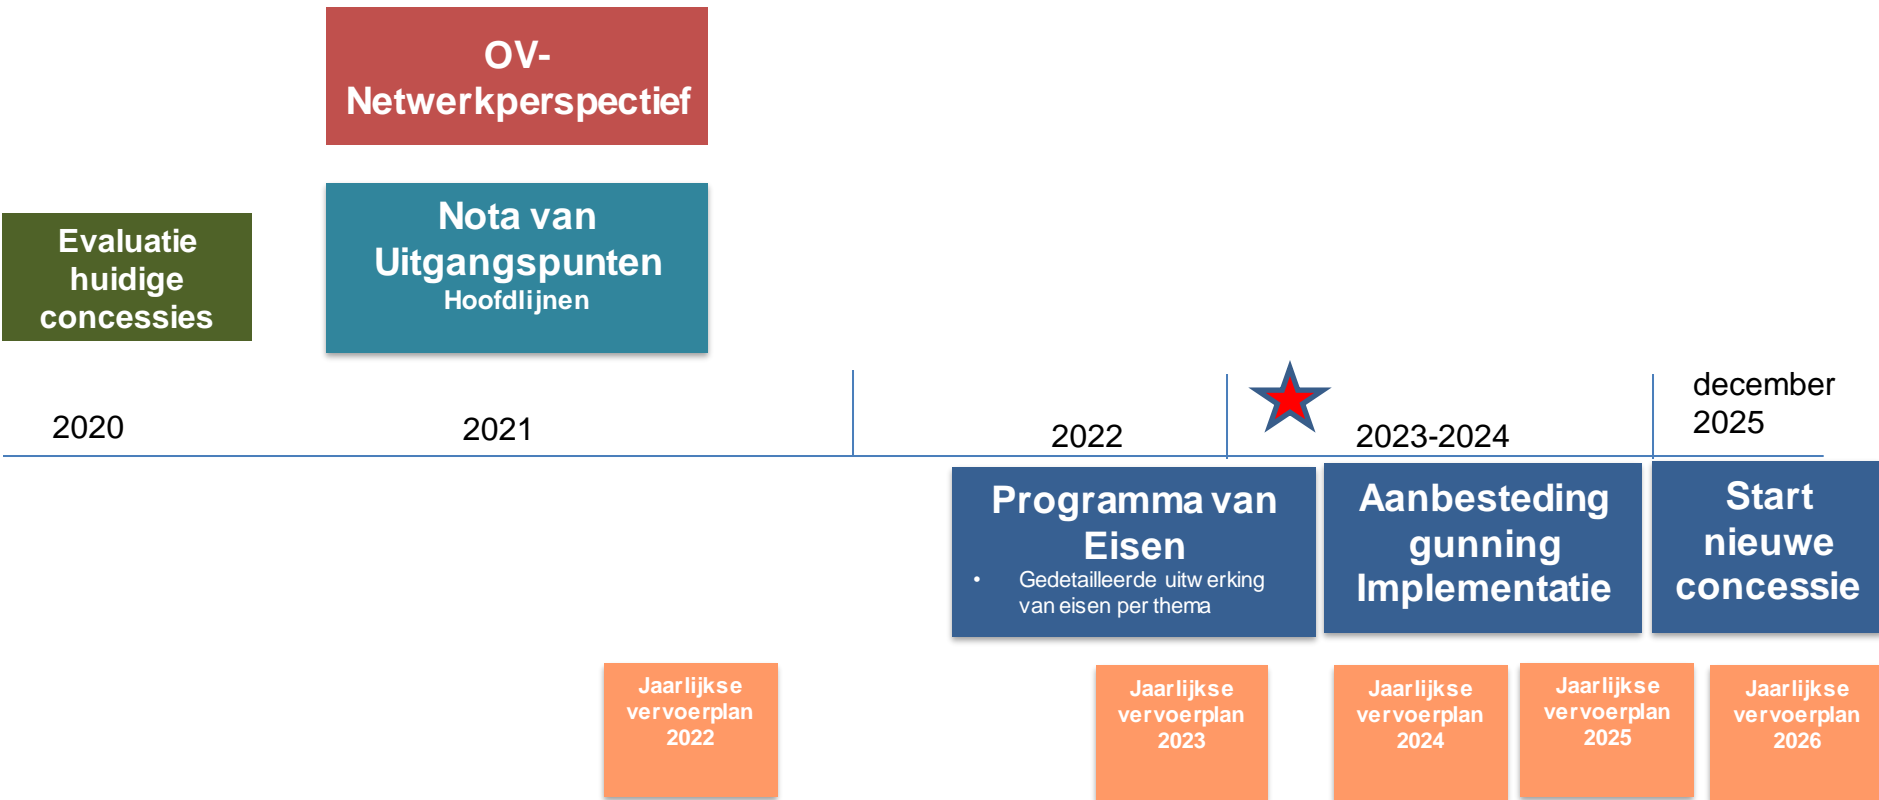 OV-
Netwerkperspectief
Nota van
Uitgangspunten
Hoofdlijnen
Evaluatie
huidige
concessies
2020
2021
2022
2023-2024
december
2025
Programma van
Eisen
• Gedetailleerde uitwerking
van eisen per thema
Aanbesteding
gunning
Implementatie
Start
nieuwe
concessie
Jaarlijkse
vervoerplan
2022
Jaarlijkse
vervoerplan
2023
Jaarlijkse
vervoerplan
2024
Jaarlijkse
vervoerplan
2025
Jaarlijkse
vervoerplan
2026